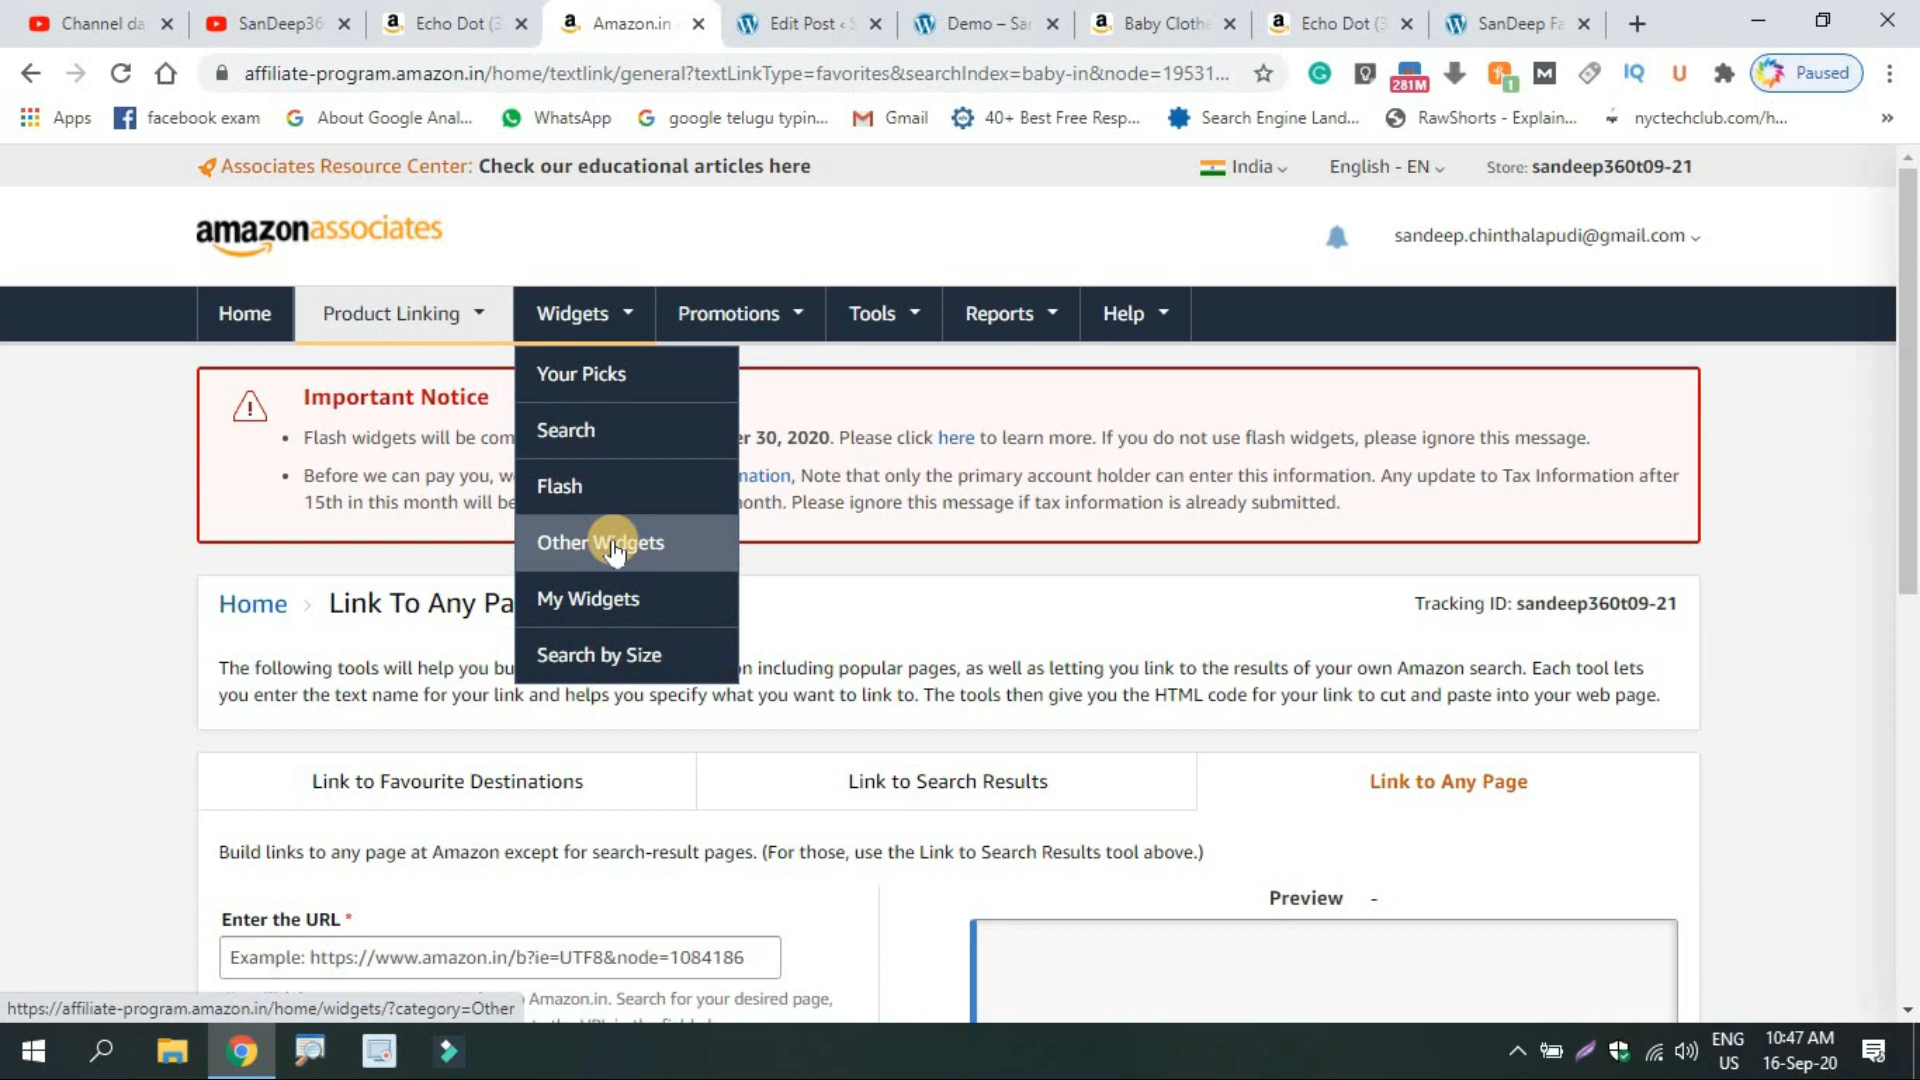 Channel da
SanDeep36
Echo Dot (3
Amazon.in
Edit Post ‹ S
Demo – Sar
Baby Clothe
Echo Dot (3
SanDeep Fa
affiliate-program.amazon.in/home/textlink/general?textLinkType=favorites&searchIndex=baby-in&node=19531...
281M
1
M
IQ
U
Paused
Apps
facebook exam
About Google Anal...
WhatsApp
google telugu typin...
Gmail
40+ Best Free Resp...
Search Engine Land...
RawShorts - Explain...
nyctechclub.com/h...
»
Associates Resource Center: Check our educational articles here
India
English - EN
Store: sandeep360t09-21
amazonassociates
sandeep.chinthalapudi@gmail.com
Home
Product Linking
Widgets
Promotions
Tools
Reports
Help
Your Picks
Search
Flash
Other Widgets
My Widgets
Search by Size
Important Notice
• Flash widgets will be com
r 30, 2020. Please click here to learn more. If you do not use flash widgets, please ignore this message.
• Before we can pay you, w
mation, Note that only the primary account holder can enter this information. Any update to Tax Information after
15th in this month will be
onth. Please ignore this message if tax information is already submitted.
Home › Link To Any Pa
Tracking ID: sandeep360t09-21
The following tools will help you bu
n including popular pages, as well as letting you link to the results of your own Amazon search. Each tool lets
you enter the text name for your link and helps you specify what you want to link to. The tools then give you the HTML code for your link to cut and paste into your web page.
Link to Favourite Destinations
Link to Search Results
Link to Any Page
Build links to any page at Amazon except for search-result pages. (For those, use the Link to Search Results tool above.)
Preview -
Enter the URL *
Example: https://www.amazon.in/b?ie=UTF8&node=1084186
Amazon.in. Search for your desired page,
https://affiliate-program.amazon.in/home/widgets/?category=Other
ENG
US
10:47 AM
16-Sep-20